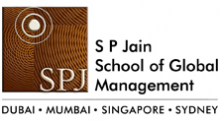 SPJ
S P Jain
School of Global
Management
DUBAI • MUMBAI • SINGAPORE • SYDNEY